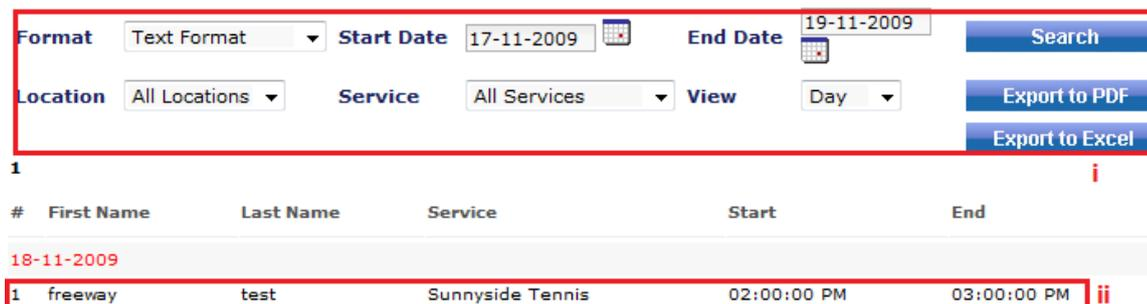 Format Text Format Start Date 17-11-2009 End Date 19-11-2009 Search
Location All Locations Service All Services View Day Export to PDF
Export to Excel
1
i
# First Name Last Name Service Start End
18-11-2009
1 freeway test Sunnyside Tennis 02:00:00 PM 03:00:00 PM ii